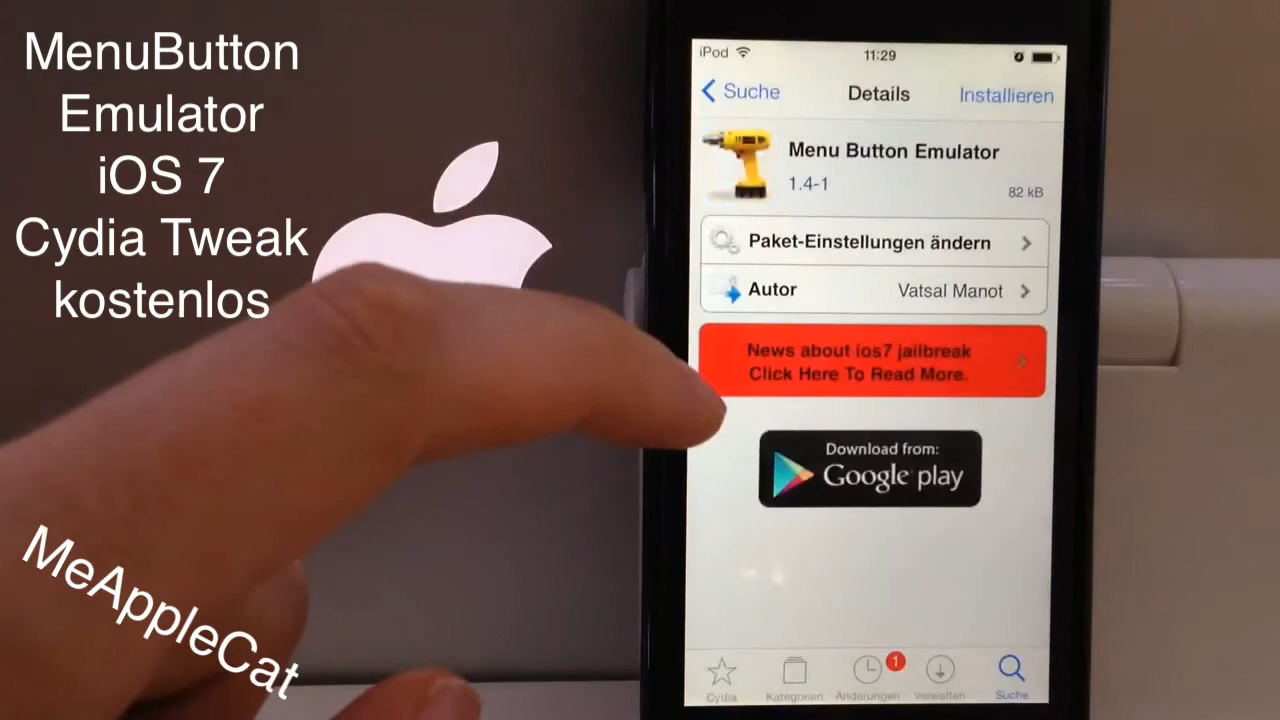 MenuButton
Emulator
iOS 7
Cydia Tweak
kostenlos
iPod 11:29
Suche Details Installieren
Menu Button Emulator
1.4-1
82 kB
Paket-Einstellungen ändern
Autor Vatsal Manot
News about ios7 jailbreak
Click Here To Read More.
Download from:
Google play
MeAppleCat
1
Cydia Kategorien Änderungen Verwalten Suche